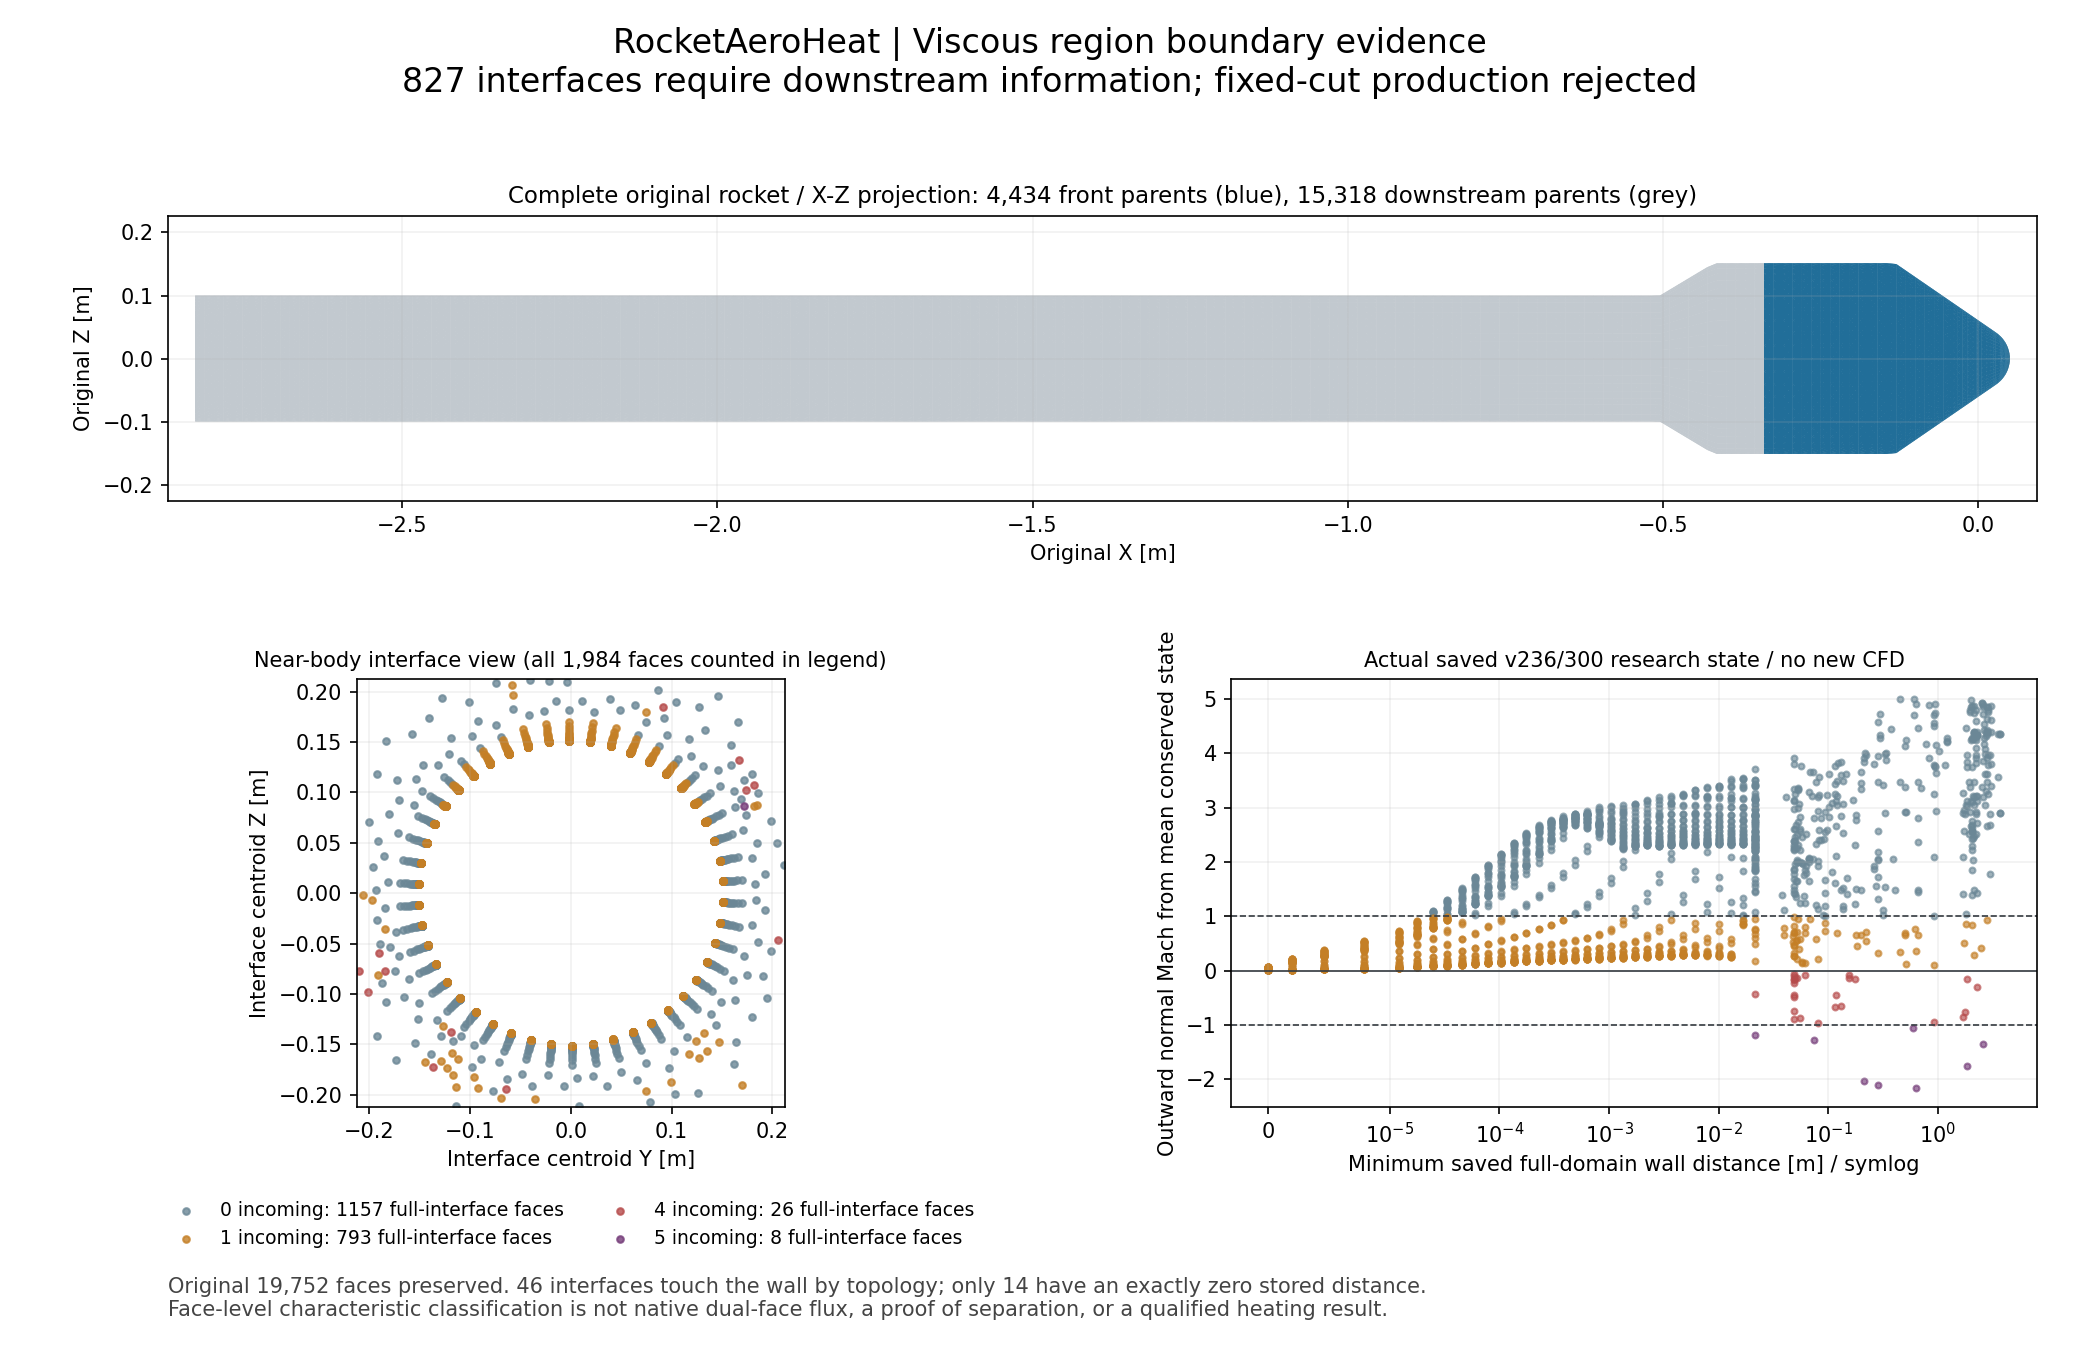 RocketAeroHeat | Viscous region boundary evidence
827 interfaces require downstream information; fixed-cut production rejected
Complete original rocket / X-Z projection: 4,434 front parents (blue), 15,318 downstream parents (grey)
Original Z [m]
0.2
0.1
0.0
−0.1
−0.2
−2.5
−2.0
−1.5
−1.0
−0.5
0.0
Original X [m]
Near-body interface view (all 1,984 faces counted in legend)
Interface centroid Z [m]
0.20
0.15
0.10
0.05
0.00
−0.05
−0.10
−0.15
−0.20
−0.2
−0.1
0.0
0.1
0.2
Interface centroid Y [m]
Actual saved v236/300 research state / no new CFD
Outward normal Mach from mean conserved state
5
4
3
2
1
0
−1
−2
0
10⁻⁵
10⁻⁴
10⁻³
10⁻²
10⁻¹
10⁰
Minimum saved full-domain wall distance [m] / symlog
0 incoming: 1157 full-interface faces
1 incoming: 793 full-interface faces
4 incoming: 26 full-interface faces
5 incoming: 8 full-interface faces
Original 19,752 faces preserved. 46 interfaces touch the wall by topology; only 14 have an exactly zero stored distance.
Face-level characteristic classification is not native dual-face flux, a proof of separation, or a qualified heating result.